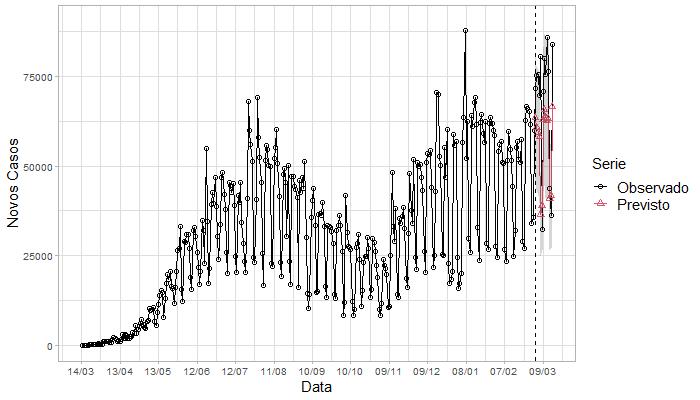 Novos Casos
75000
50000
25000
0
14/03 13/04 13/05 12/06 12/07 11/08 10/09 10/10 09/11 09/12 08/01 07/02 09/03
Data
Serie
Observado
Previsto